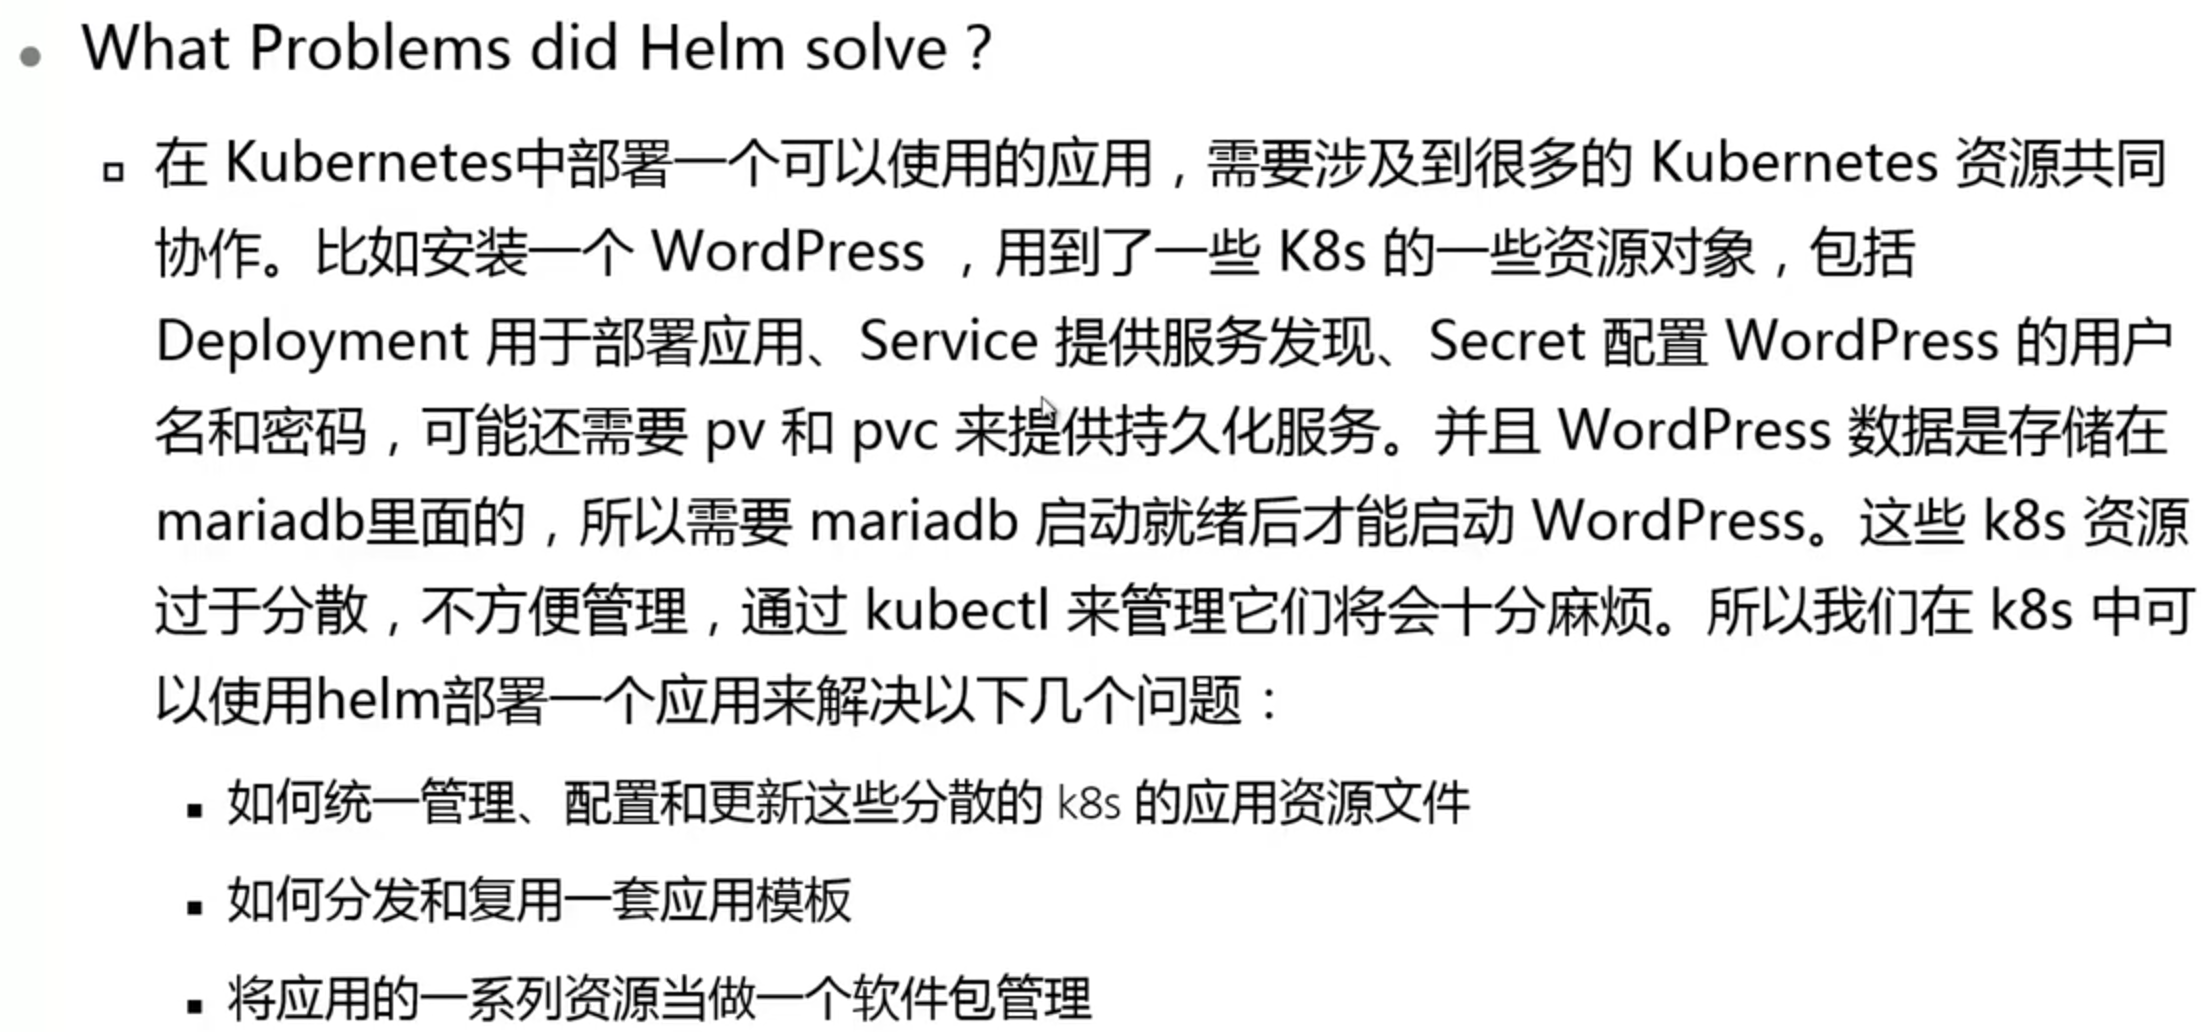 What Problems did Helm solve？
在 Kubernetes中部署一个可以使用的应用，需要涉及到很多的 Kubernetes 资源共同
协作。比如安装一个 WordPress ，用到了一些 K8s 的一些资源对象，包括
Deployment 用于部署应用、Service 提供服务发现、Secret 配置 WordPress 的用户
名和密码，可能还需要 pv 和 pvc 来提供持久化服务。并且 WordPress 数据是存储在
mariadb里面的，所以需要 mariadb 启动就绪后才能启动 WordPress。这些 k8s 资源
过于分散，不方便管理，通过 kubectl 来管理它们将会十分麻烦。所以我们在 k8s 中可
以使用helm部署一个应用来解决以下几个问题：
如何统一管理、配置和更新这些分散的 k8s 的应用资源文件
如何分发和复用一套应用模板
将应用的一系列资源当做一个软件包管理